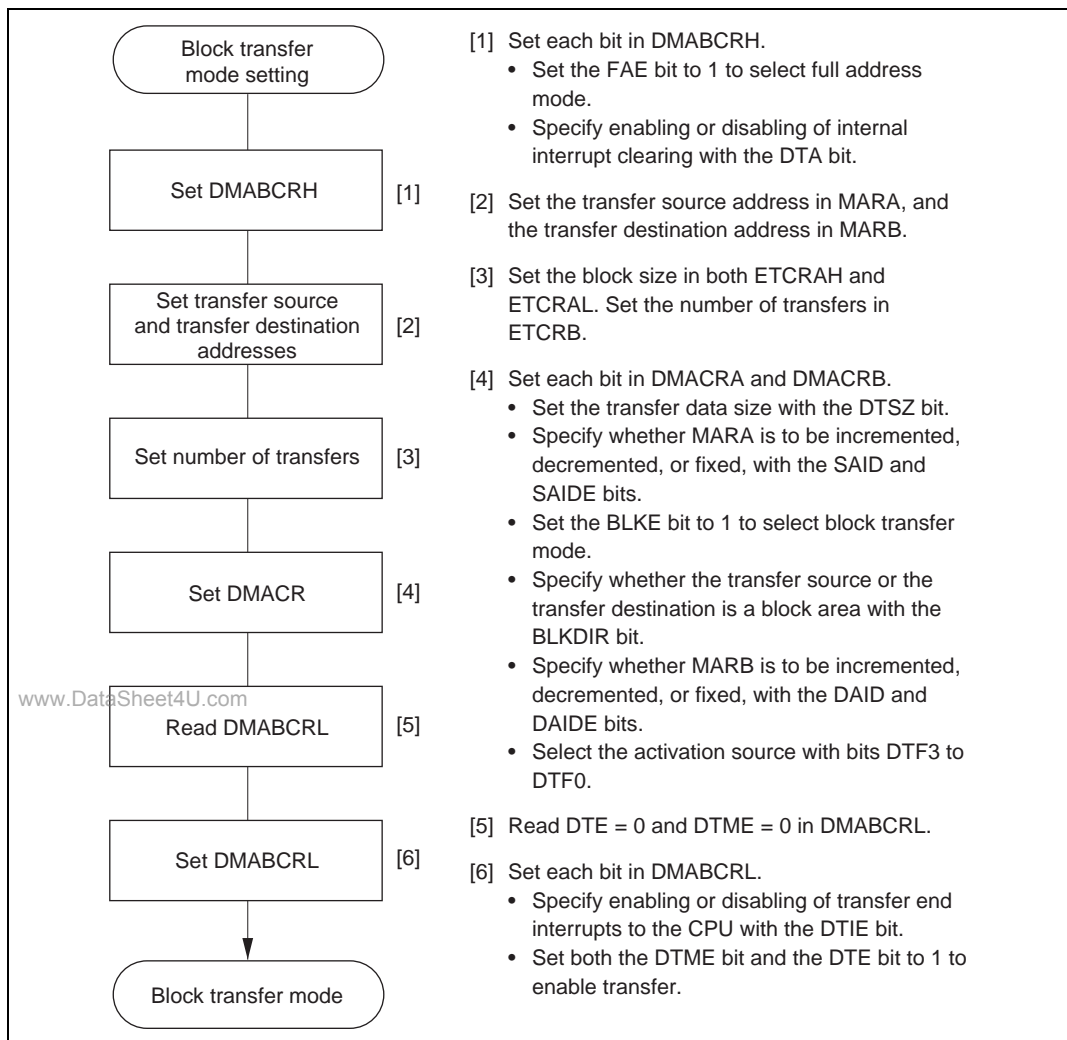 Block transfer
mode setting
Set DMABCRH
[1]
Set transfer source
and transfer destination
addresses
[2]
Set number of transfers
[3]
Set DMACR
[4]
www.DataSheet4U.com
Read DMABCRL
[5]
Set DMABCRL
[6]
Block transfer mode
[1] Set each bit in DMABCRH.
• Set the FAE bit to 1 to select full address
mode.
• Specify enabling or disabling of internal
interrupt clearing with the DTA bit.
[2] Set the transfer source address in MARA, and
the transfer destination address in MARB.
[3] Set the block size in both ETCRAH and
ETCRAL. Set the number of transfers in
ETCRB.
[4] Set each bit in DMACRA and DMACRB.
• Set the transfer data size with the DTSZ bit.
• Specify whether MARA is to be incremented,
decremented, or fixed, with the SAID and
SAIDE bits.
• Set the BLKE bit to 1 to select block transfer
mode.
• Specify whether the transfer source or the
transfer destination is a block area with the
BLKDIR bit.
• Specify whether MARB is to be incremented,
decremented, or fixed, with the DAID and
DAIDE bits.
• Select the activation source with bits DTF3 to
DTF0.
[5] Read DTE = 0 and DTME = 0 in DMABCRL.
[6] Set each bit in DMABCRL.
• Specify enabling or disabling of transfer end
interrupts to the CPU with the DTIE bit.
• Set both the DTME bit and the DTE bit to 1 to
enable transfer.